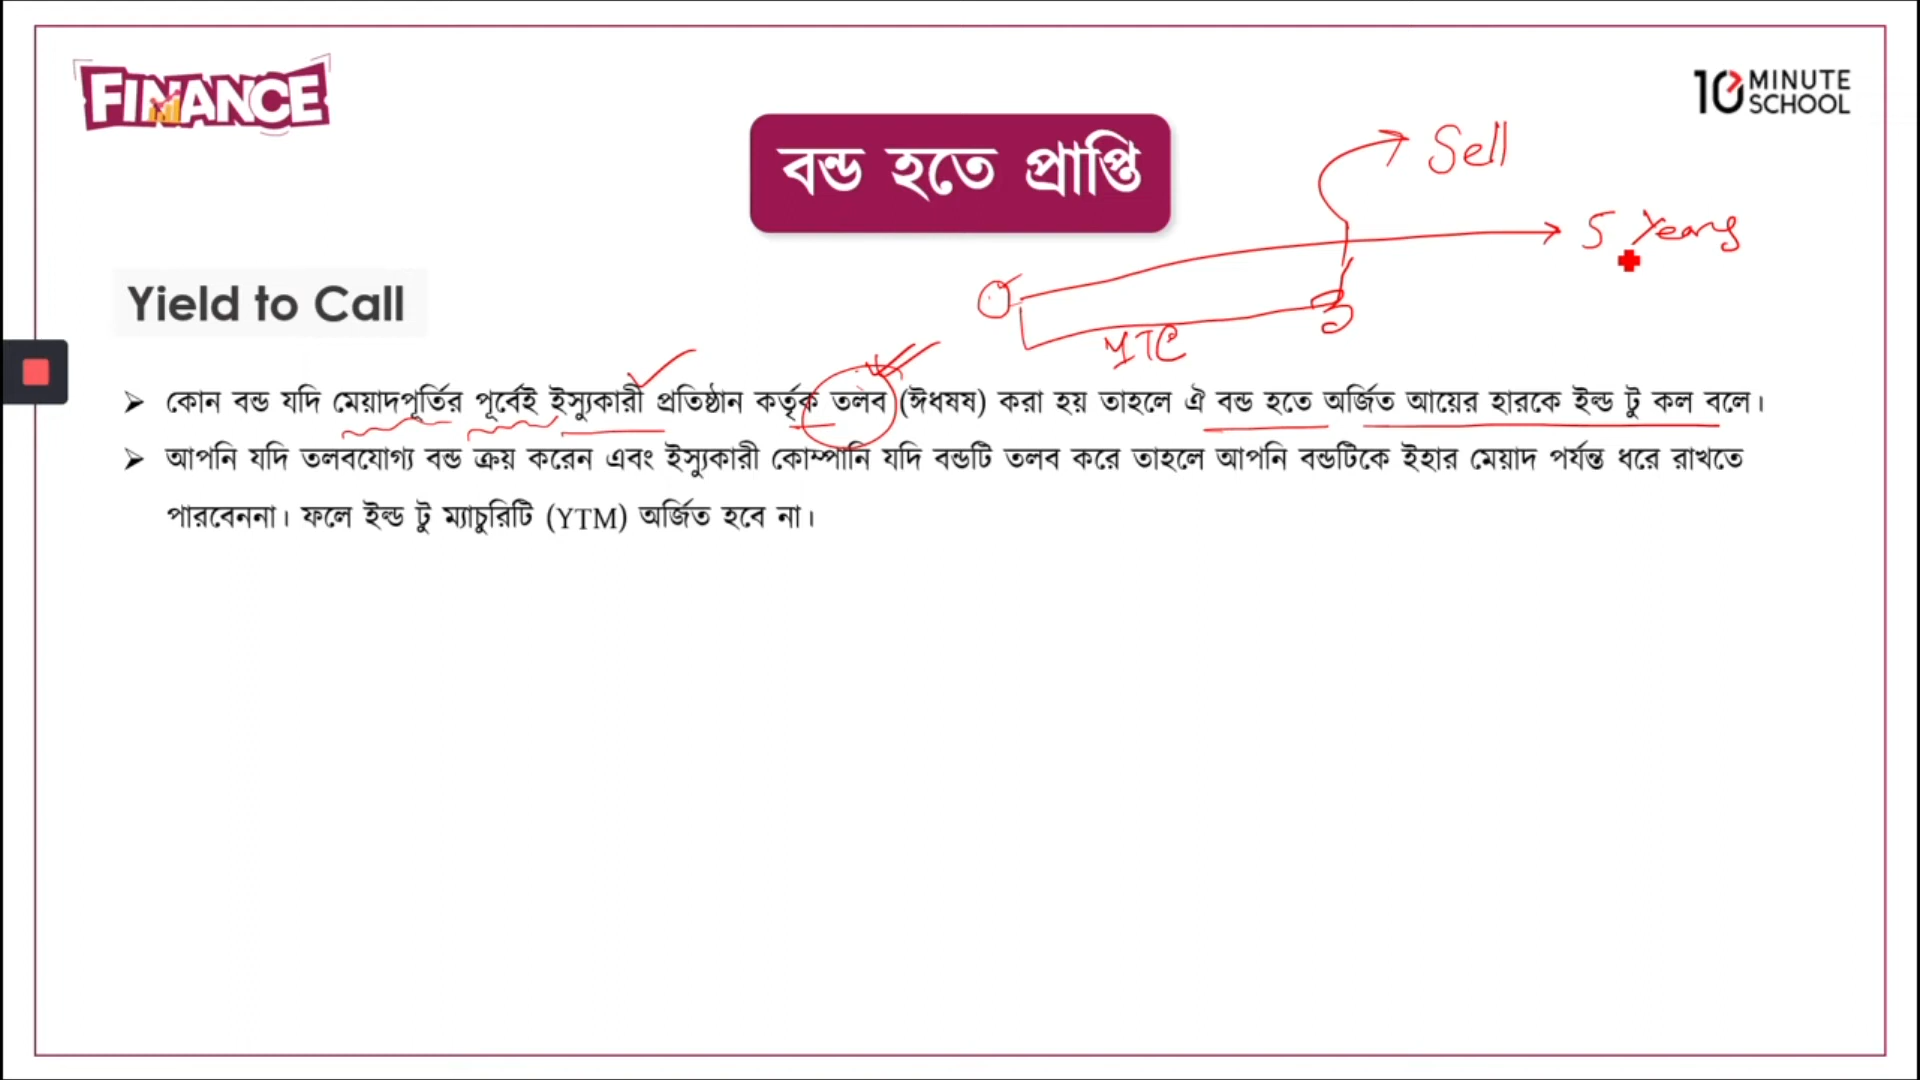 FINANCE
10 MINUTE SCHOOL
বন্ড হতে প্রাপ্তি
Sell
5 Years
Yield to Call
0
3
YTC
➢ কোন বন্ড যদি মেয়াদপূর্তির পূর্বেই ইস্যুকারী প্রতিষ্ঠান কর্তৃক তলব (ঈধষষ) করা হয় তাহলে ঐ বন্ড হতে অর্জিত আয়ের হারকে ইল্ড টু কল বলে।
➢ আপনি যদি তলবযোগ্য বন্ড ক্রয় করেন এবং ইস্যুকারী কোম্পানি যদি বন্ডটি তলব করে তাহলে আপনি বন্ডটিকে ইহার মেয়াদ পর্যন্ত ধরে রাখতে
পারবেননা। ফলে ইল্ড টু ম্যাচুরিটি (YTM) অর্জিত হবে না।